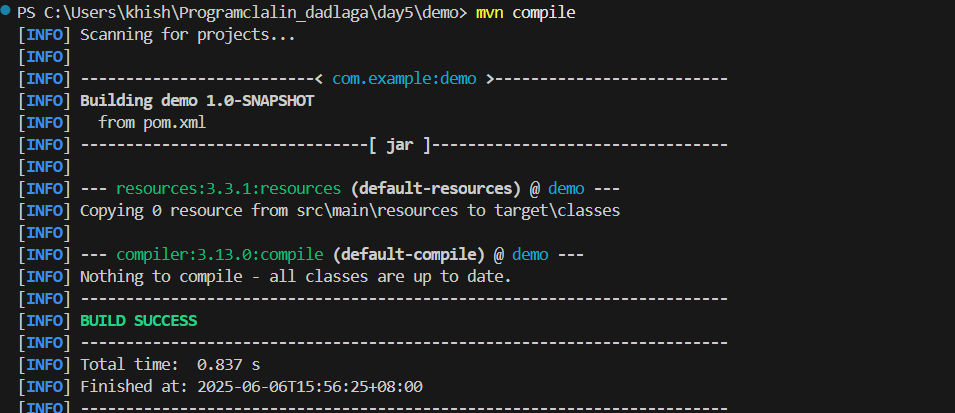 PS C:\Users\khish\Programclalin_dadlaga\day5\demo> mvn compile
[INFO] Scanning for projects...
[INFO]
[INFO] --------------------------< com.example:demo >--------------------------
[INFO] Building demo 1.0-SNAPSHOT
[INFO]   from pom.xml
[INFO] --------------------------------[ jar ]---------------------------------
[INFO]
[INFO] --- resources:3.3.1:resources (default-resources) @ demo ---
[INFO] Copying 0 resource from src\main\resources to target\classes
[INFO]
[INFO] --- compiler:3.13.0:compile (default-compile) @ demo ---
[INFO] Nothing to compile - all classes are up to date.
[INFO] ------------------------------------------------------------------------
[INFO] BUILD SUCCESS
[INFO] ------------------------------------------------------------------------
[INFO] Total time:  0.837 s
[INFO] Finished at: 2025-06-06T15:56:25+08:00
[INFO] ------------------------------------------------------------------------